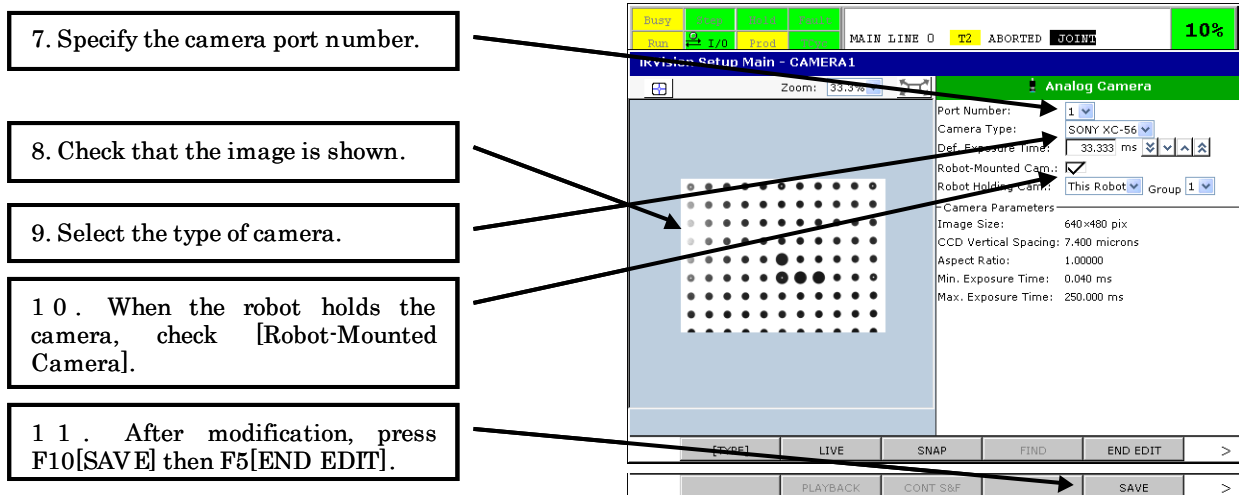 7. Specify the camera port number.
8. Check that the image is shown.
9. Select the type of camera.
10. When the robot holds the
camera, check [Robot-Mounted
Camera].
11. After modification, press
F10[SAVE] then F5[END EDIT].
Busy Step Hold Fault
Run I/O Prod
MAIN LINE 0 T2 ABORTED JOINT
10%
iRVision Setup Main - CAMERA1
Zoom: 33.3%
Analog Camera
Port Number: 1
Camera Type: SONY XC-56
Def. Exposure Time: 33.333 ms
Robot-Mounted Cam.:
Robot Holding Cam.: This Robot Group 1
Camera Parameters
Image Size: 640×480 pix
CCD Vertical Spacing: 7.400 microns
Aspect Ratio: 1.00000
Min. Exposure Time: 0.040 ms
Max. Exposure Time: 250.000 ms
[TYPE] LIVE SNAP FIND END EDIT >
PLAYBACK CONT S&F SAVE >